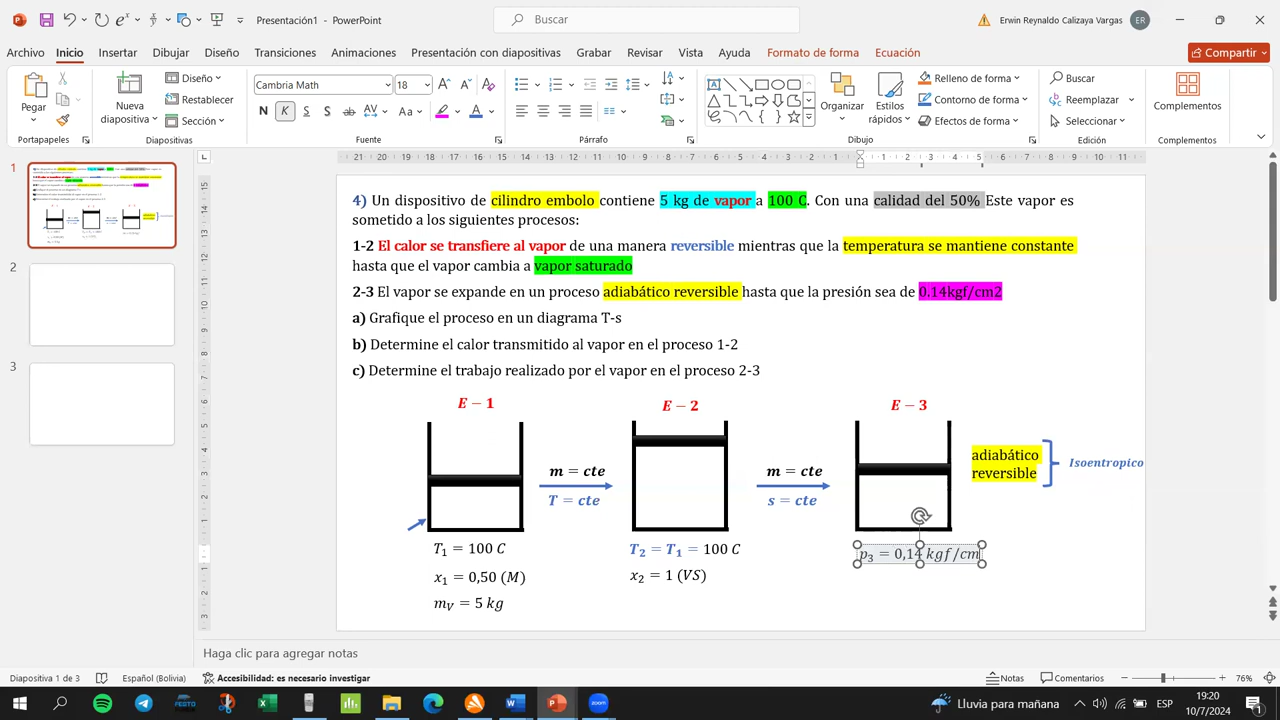 Presentación1 - PowerPoint
Buscar
Erwin Reynaldo Calizaya Vargas
ER
Archivo Inicio Insertar Dibujar Diseño Transiciones Animaciones Presentación con diapositivas Grabar Revisar Vista Ayuda Formato de forma Ecuación
Compartir
Pegar
Portapapeles
Nueva diapositiva
Diseño
Restablecer
Sección
Diapositivas
Cambria Math 18
N K S S ab AV Aa A
Fuente
Párrafo
Organizar
Estilos rápidos
Relleno de forma
Contorno de forma
Efectos de forma
Dibujo
Buscar
Reemplazar
Seleccionar
Edición
Complementos
Complementos
1
2
3
4) Un dispositivo de cilindro embolo contiene 5 kg de vapor a 100 C. Con una calidad del 50% Este vapor es
sometido a los siguientes procesos:
1-2 El calor se transfiere al vapor de una manera reversible mientras que la temperatura se mantiene constante
hasta que el vapor cambia a vapor saturado
2-3 El vapor se expande en un proceso adiabático reversible hasta que la presión sea de 0.14kgf/cm2
a) Grafique el proceso en un diagrama T-s
b) Determine el calor transmitido al vapor en el proceso 1-2
c) Determine el trabajo realizado por el vapor en el proceso 2-3
E − 1 E − 2 E − 3
m = cte
T = cte
m = cte
s = cte
adiabático
reversible
Isoentropico
T₁ = 100 C
x₁ = 0,50 (M)
m_V = 5 kg
T₂ = T₁ = 100 C
x₂ = 1 (VS)
p₃ = 0,14 kgf/cm
Haga clic para agregar notas
Diapositiva 1 de 3 Español (Bolivia) Accesibilidad: es necesario investigar Notas Comentarios 76%
Lluvia para mañana ESP 19:20
10/7/2024